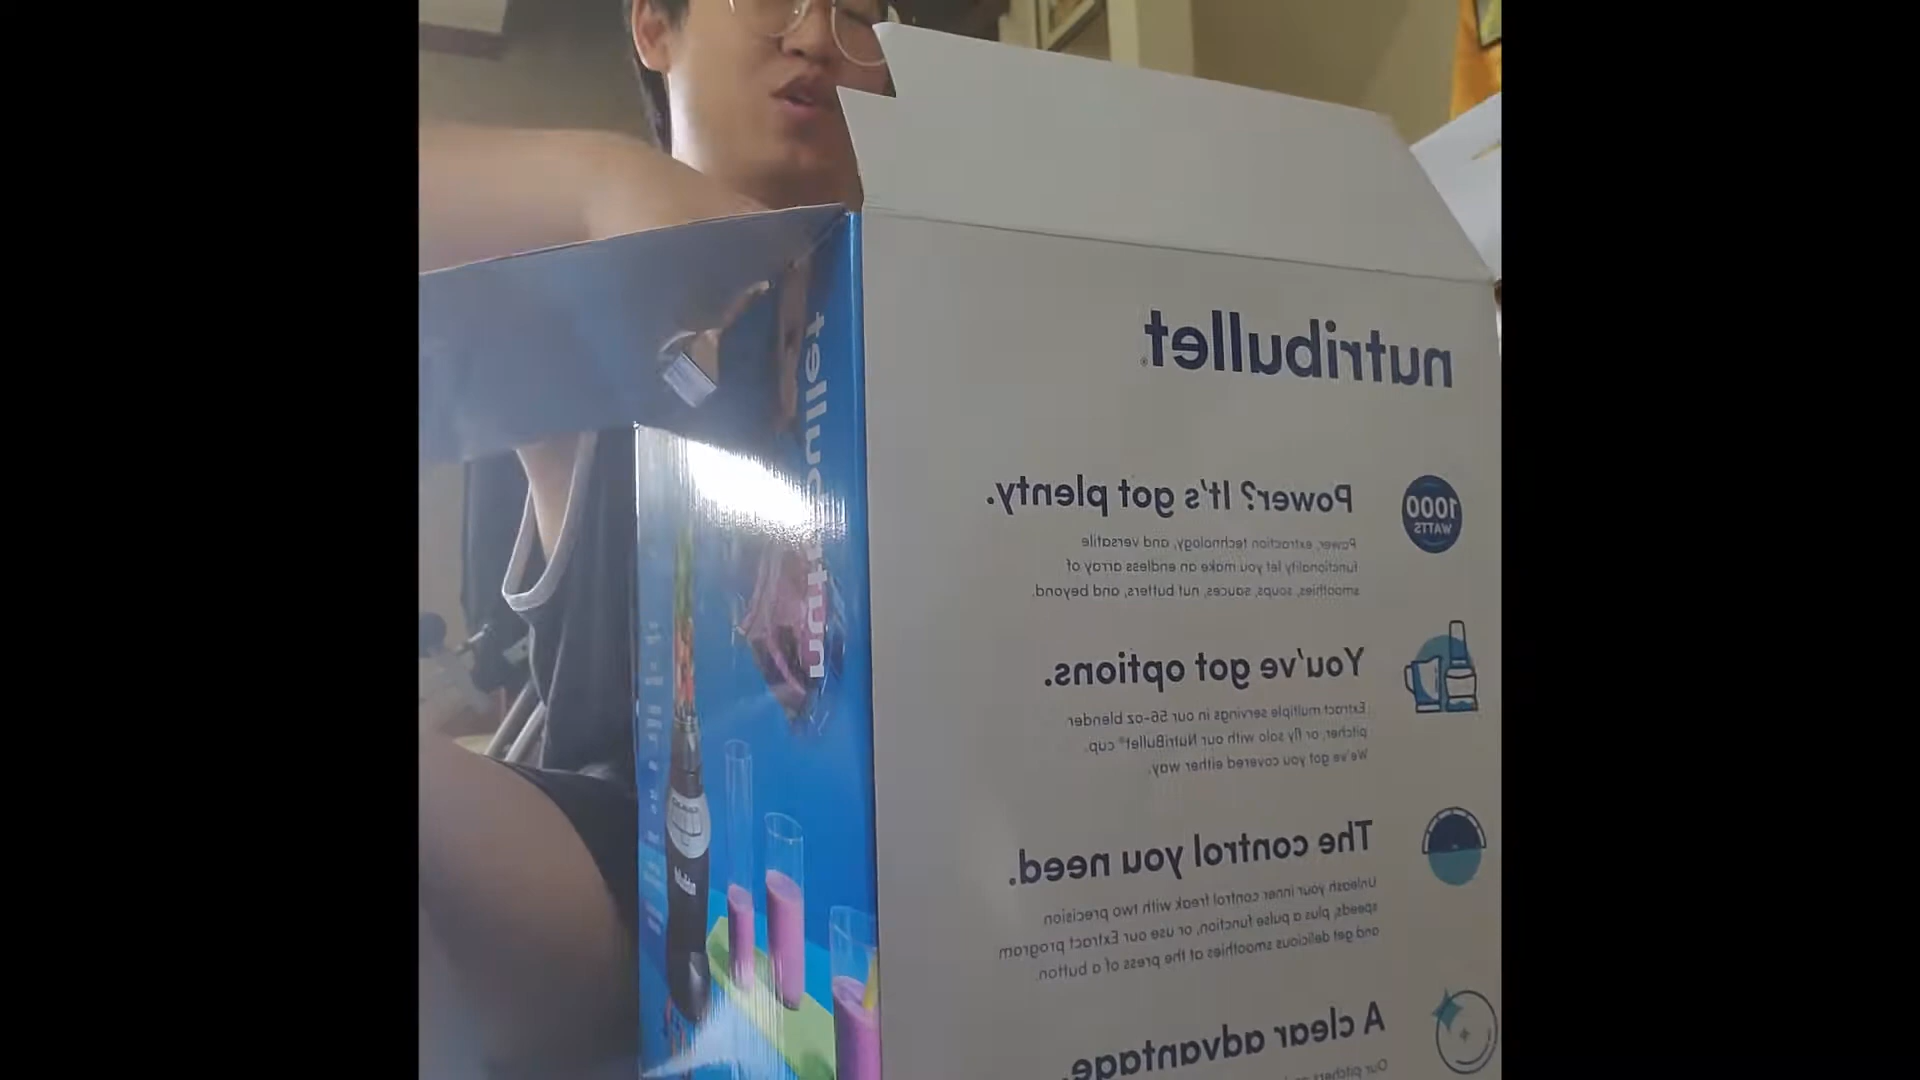 nutribullet
1000
WATTS
Power? It's got plenty.
Power, extraction technology, and versatile
functionality let you make an endless array of
smoothies, soups, sauces, nut butters, and beyond.
You've got options.
Extract multiple servings in our 56-oz blender
pitcher, or fly solo with our NutriBullet® cup.
We've got you covered either way.
The control you need.
Unleash your inner control freak with two precision
speeds, plus a pulse function, or use our Extract program
and get delicious smoothies at the press of a button.
A clear advantage.
Our pitchers
nutribullet